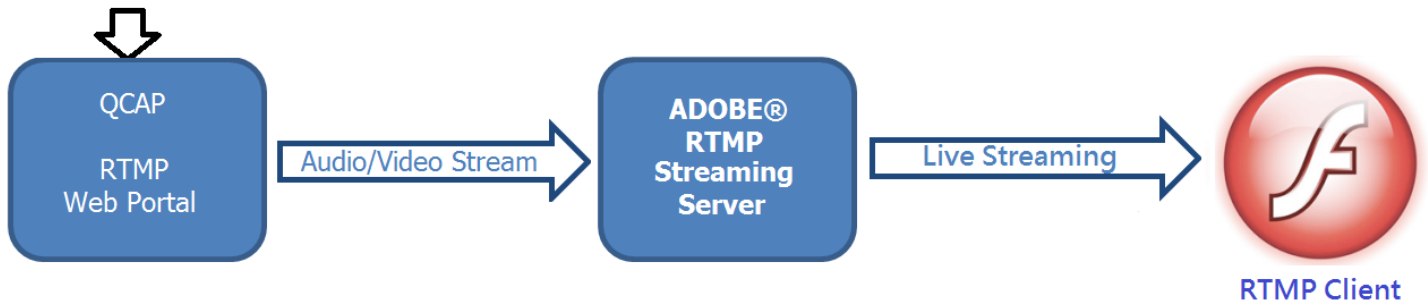 QCAP
RTMP
Web Portal
Audio/Video Stream
ADOBE®
RTMP
Streaming
Server
Live Streaming
RTMP Client